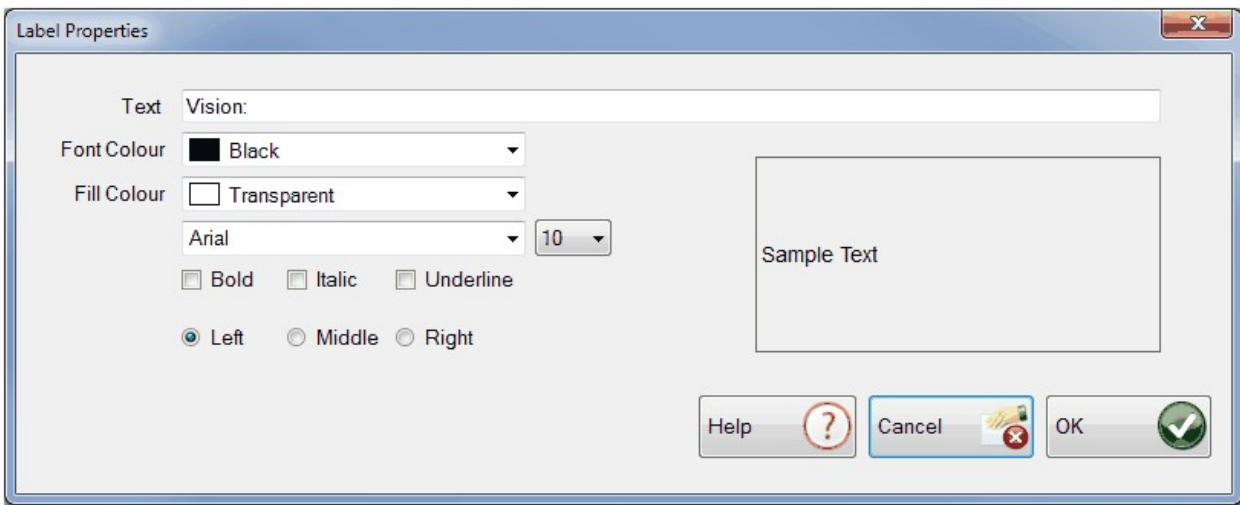 Label Properties
Text Vision:
Font Colour Black
Fill Colour Transparent
Arial 10
Sample Text
Bold Italic Underline
Left Middle Right
Help ? Cancel OK